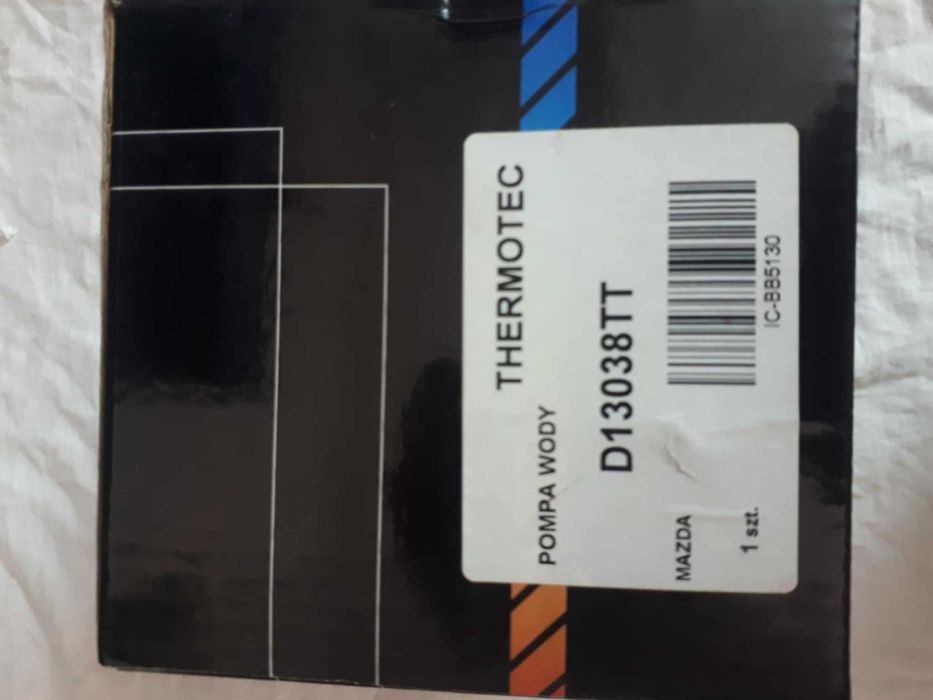 THERMOTEC
POMPA WODY
D13038TT
MAZDA
1 szt.
IC-BB5130